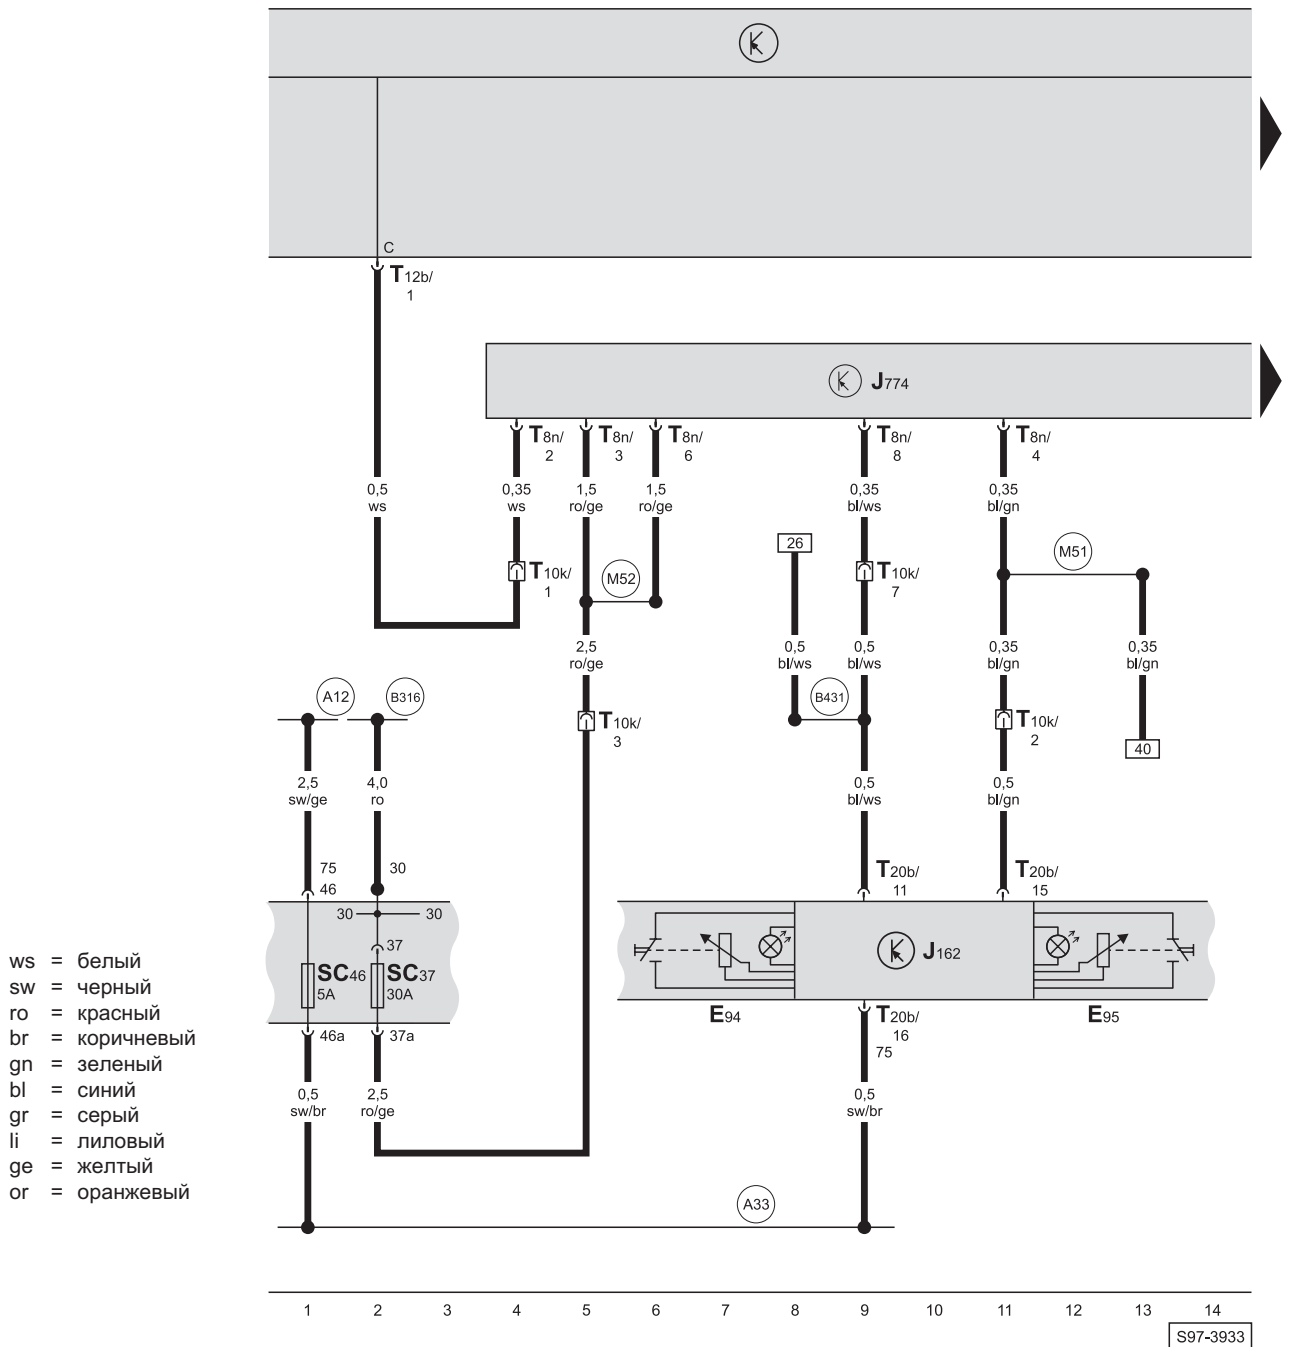 C
T12b/
1
J774
T8n/ T8n/ T8n/ T8n/ T8n/
2 3 6 8 4
0,5 0,35 1,5 1,5 0,35 0,35
ws ws ro/ge ro/ge bl/ws bl/gn
26
M51
T10k/
1
M52
T10k/
7
2,5 0,5 0,5 0,35 0,35
ro/ge bl/ws bl/ws bl/gn bl/gn
A12
B316
B431
T10k/
3
T10k/
2
40
2,5 4,0 0,5 0,5
sw/ge ro bl/ws bl/gn
75 30
46
T20b/
11
T20b/
15
30 30
37
SC46
5A
SC37
30A
J162
46a 37a
E94
T20b/
16
75
E95
0,5 2,5 0,5
sw/br ro/ge sw/br
A33
ws = белый
sw = черный
ro = красный
br = коричневый
gn = зеленый
bl = синий
gr = серый
li = лиловый
ge = желтый
or = оранжевый
1 2 3 4 5 6 7 8 9 10 11 12 13 14
S97-3933